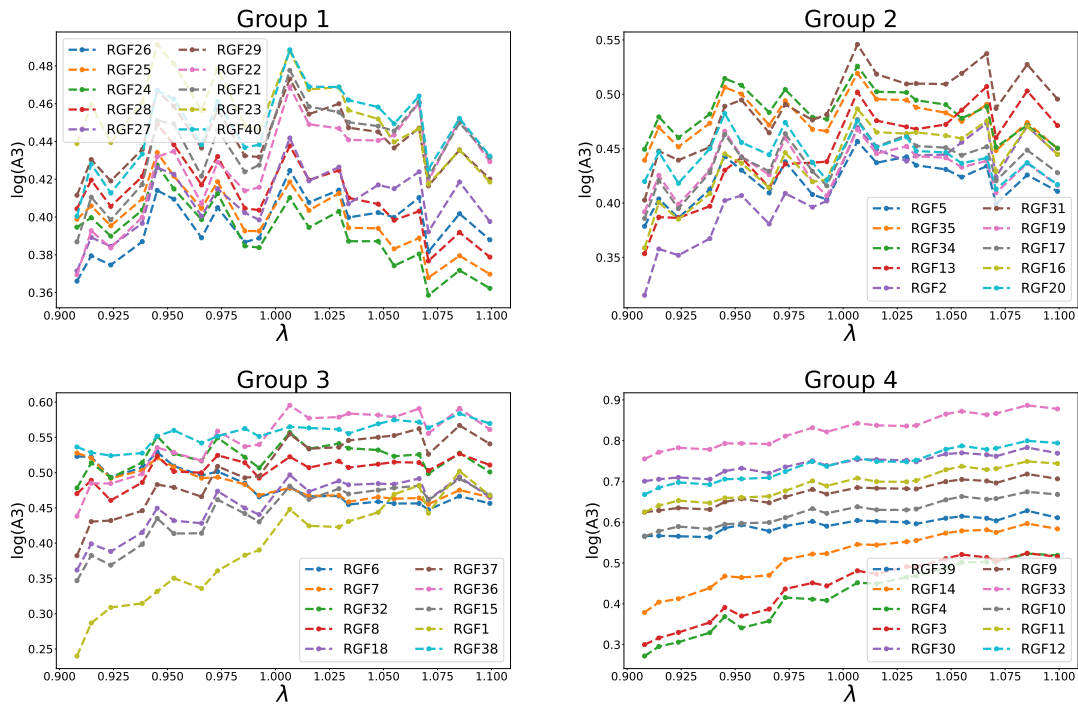 Group 1
log(A3)
0.48
0.46
0.44
0.42
0.40
0.38
0.36
RGF26 RGF29
RGF25 RGF22
RGF24 RGF21
RGF28 RGF23
RGF27 RGF40
0.900 0.925 0.950 0.975 1.000 1.025 1.050 1.075 1.100
λ
Group 2
log(A3)
0.55
0.50
0.45
0.40
0.35
RGF5 RGF31
RGF35 RGF19
RGF34 RGF17
RGF13 RGF16
RGF2 RGF20
0.900 0.925 0.950 0.975 1.000 1.025 1.050 1.075 1.100
λ
Group 3
log(A3)
0.60
0.55
0.50
0.45
0.40
0.35
0.30
0.25
RGF6 RGF37
RGF7 RGF36
RGF32 RGF15
RGF8 RGF1
RGF18 RGF38
0.900 0.925 0.950 0.975 1.000 1.025 1.050 1.075 1.100
λ
Group 4
log(A3)
0.9
0.8
0.7
0.6
0.5
0.4
0.3
RGF39 RGF9
RGF14 RGF33
RGF4 RGF10
RGF3 RGF11
RGF30 RGF12
0.900 0.925 0.950 0.975 1.000 1.025 1.050 1.075 1.100
λ